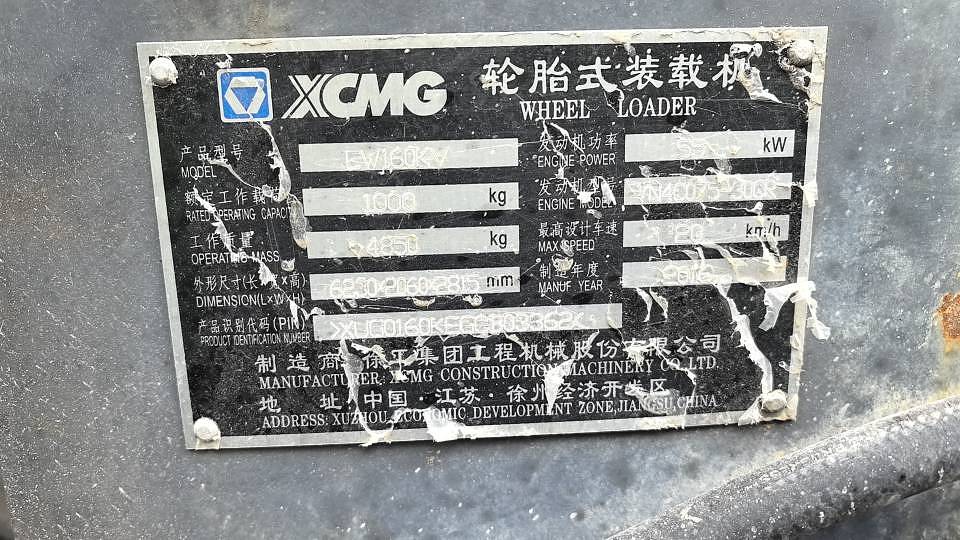 XCMG 轮胎式装载机
WHEEL LOADER
产品型号 kW 发动机功率
MODEL ENGINE POWER
额定工作载 1000 kg 发动机型号
RATED OPERATING CAPACITY ENGINE MODEL
工作质量 4850 kg 最高设计车速 20 km/h
OPERATING MASS MAX SPEED
外形尺寸(长×宽×高) mm 制造年度
DIMENSION(L×W×H) MANUF YEAR
产品识别代码(PIN)
PRODUCT IDENTIFICATION NUMBER
制造商:徐工集团工程机械股份有限公司
MANUFACTURER: XCMG CONSTRUCTION MACHINERY CO.,LTD.
地 址:中国·江苏·徐州经济开发区
ADDRESS: XUZHOU ECONOMIC DEVELOPMENT ZONE,JIANGSU,CHINA